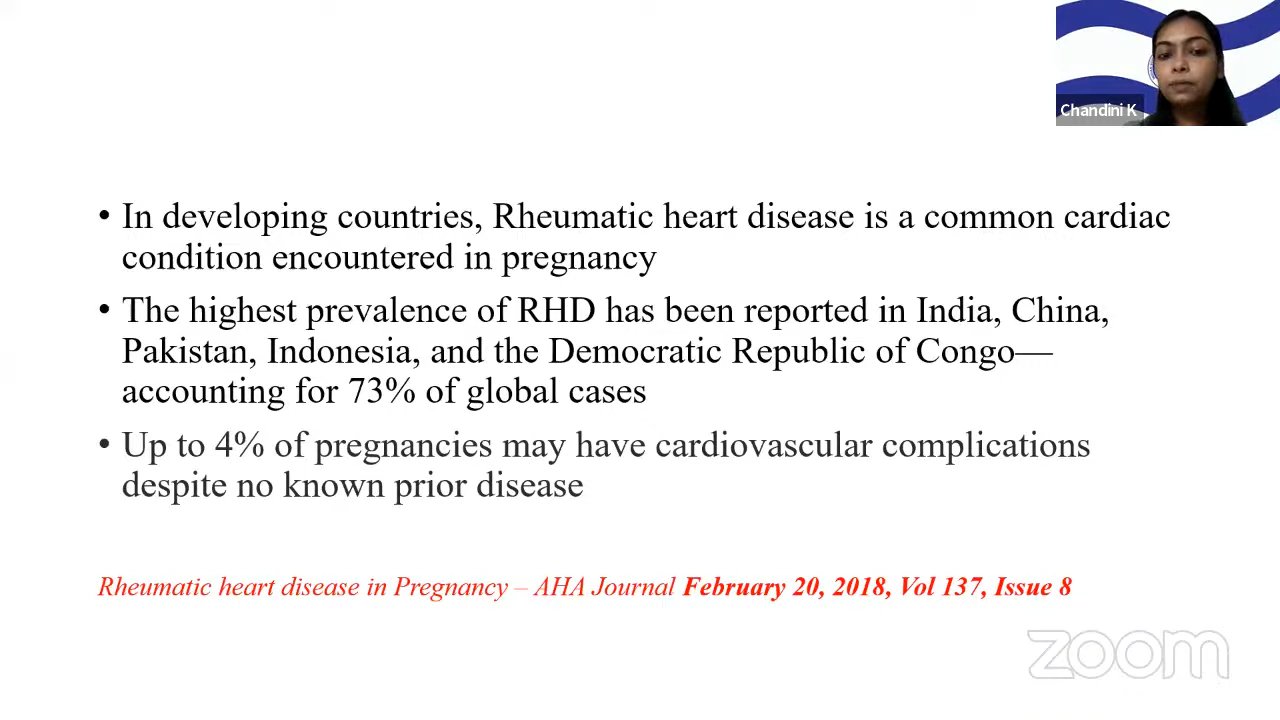 Chandini K
• In developing countries, Rheumatic heart disease is a common cardiac
condition encountered in pregnancy
• The highest prevalence of RHD has been reported in India, China,
Pakistan, Indonesia, and the Democratic Republic of Congo—
accounting for 73% of global cases
• Up to 4% of pregnancies may have cardiovascular complications
despite no known prior disease
Rheumatic heart disease in Pregnancy – AHA Journal February 20, 2018, Vol 137, Issue 8
zoom